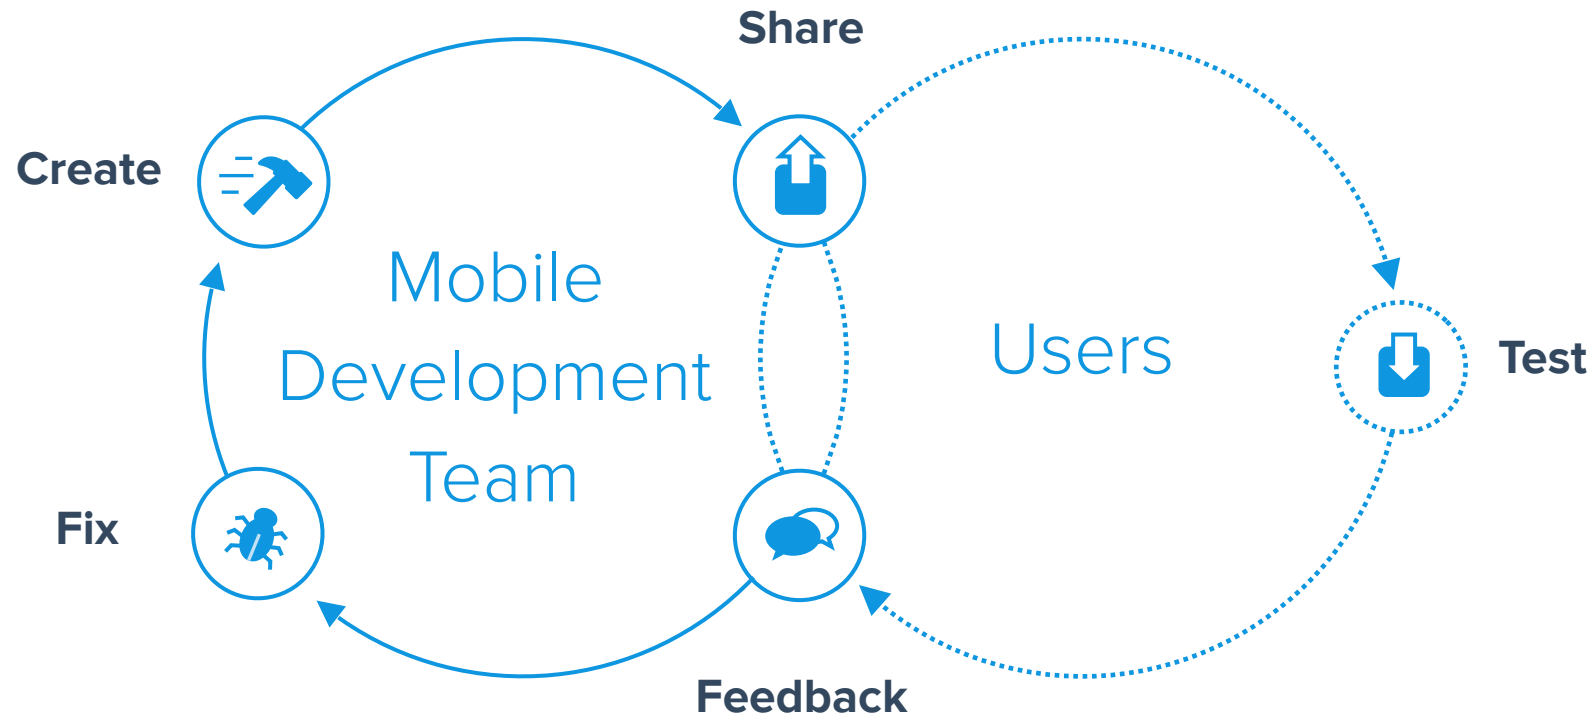 Share
Create
Mobile
Development
Team
Users
Test
Fix
Feedback